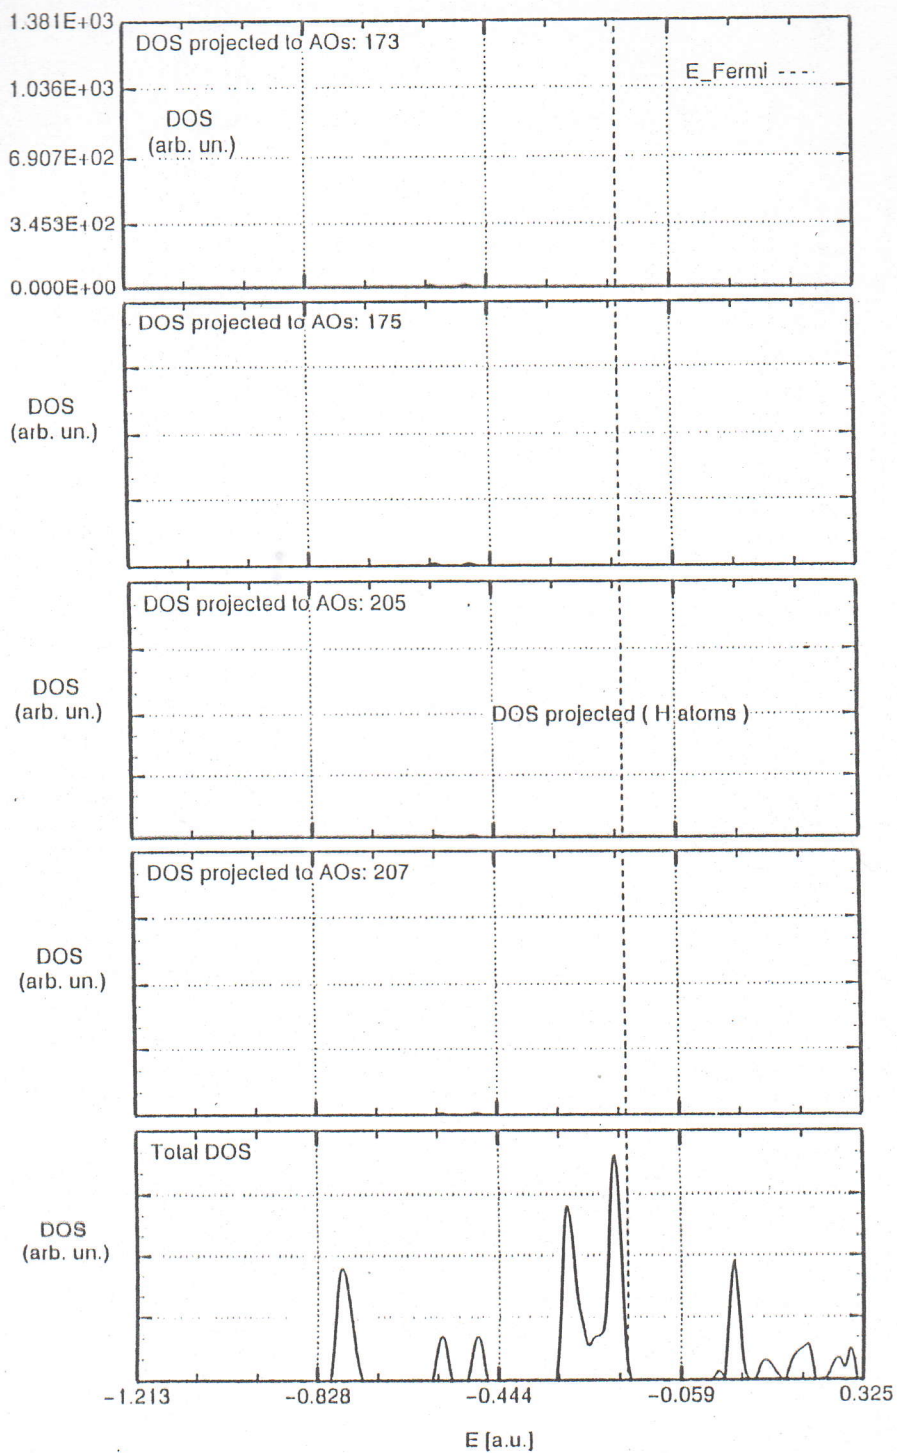 1.381E+03
DOS projected to AOs: 173
E_Fermi ----
1.036E+03
DOS
(arb. un.)
6.907E+02
3.453E+02
0.000E+00
DOS projected to AOs: 175
DOS
(arb. un.)
DOS projected to AOs: 205
DOS
(arb. un.)
DOS projected ( H atoms )
DOS projected to AOs: 207
DOS
(arb. un.)
Total DOS
DOS
(arb. un.)
-1.213 -0.828 -0.444 -0.059 0.325
E [a.u.]